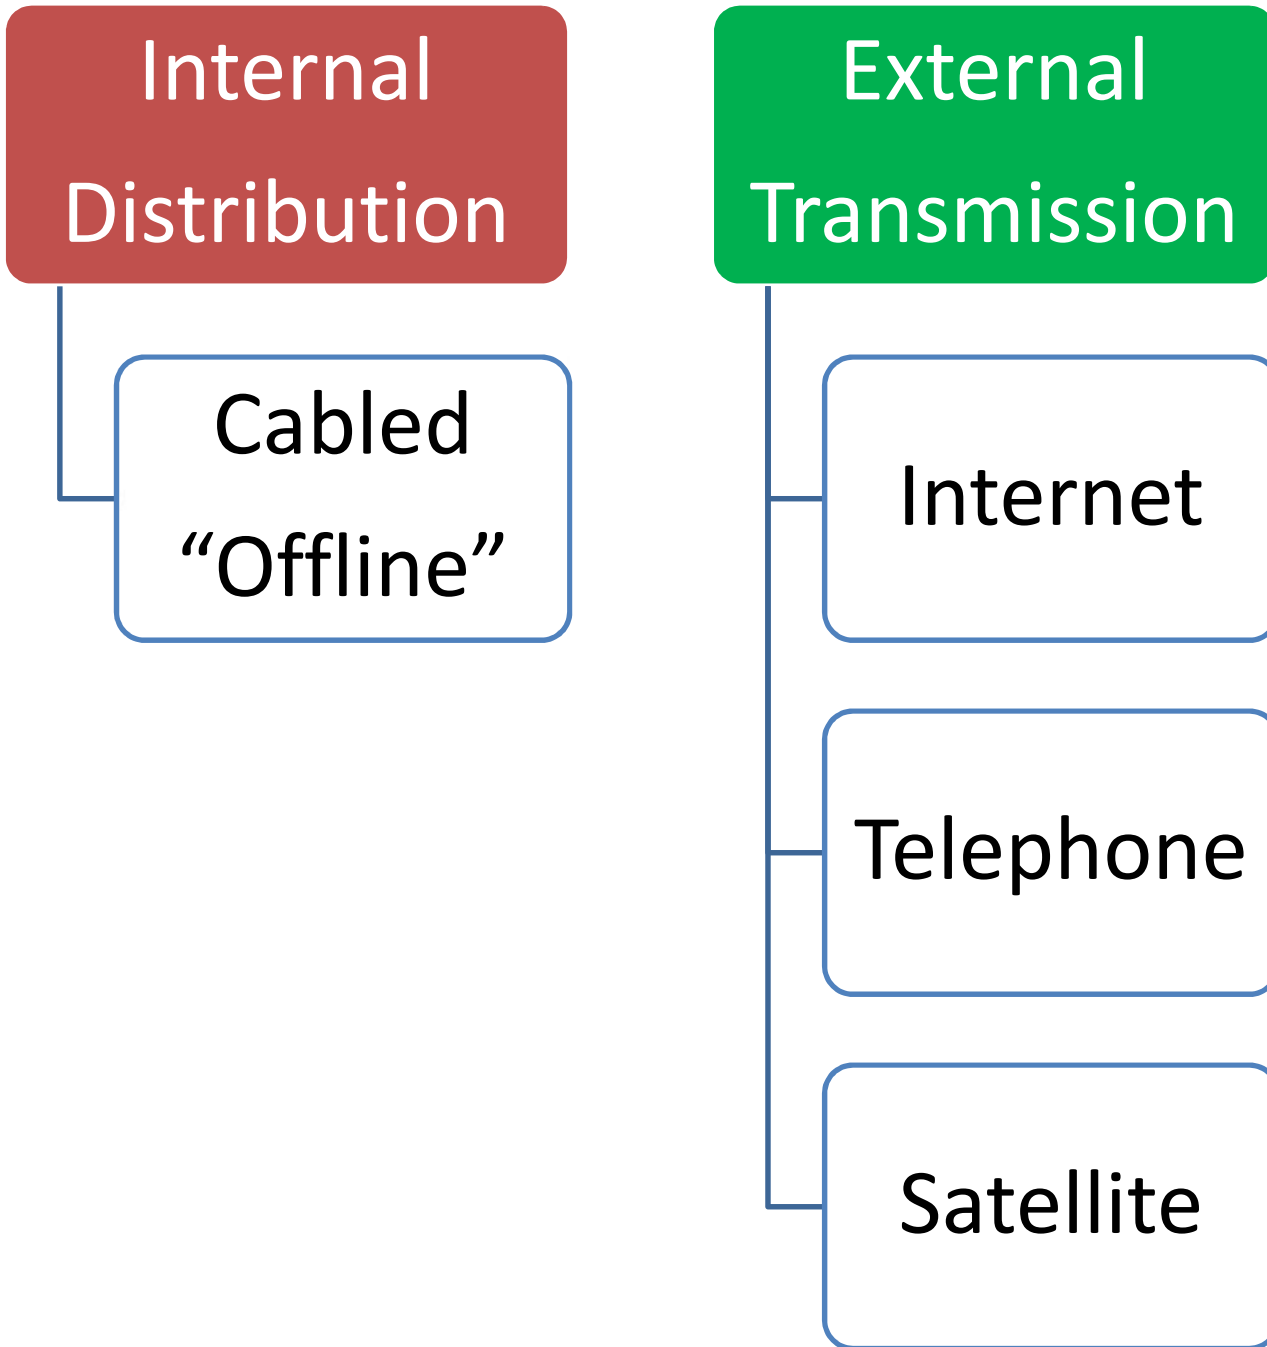 Internal
Distribution
Cabled
“Offline”
External
Transmission
Internet
Telephone
Satellite